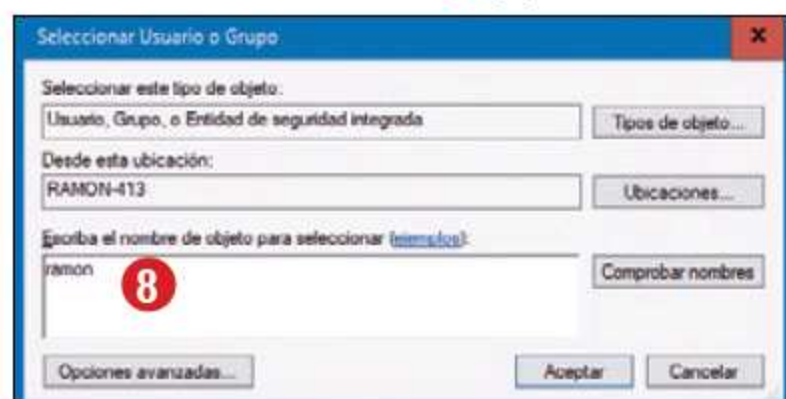 Seleccionar Usuario o Grupo
Seleccionar este tipo de objeto:
Usuario, Grupo, o Entidad de seguridad integrada
Tipos de objeto...
Desde esta ubicación:
RAMON-413
Ubicaciones...
Escriba el nombre de objeto para seleccionar (ejemplos):
ramon
8
Comprobar nombres
Opciones avanzadas...
Aceptar
Cancelar